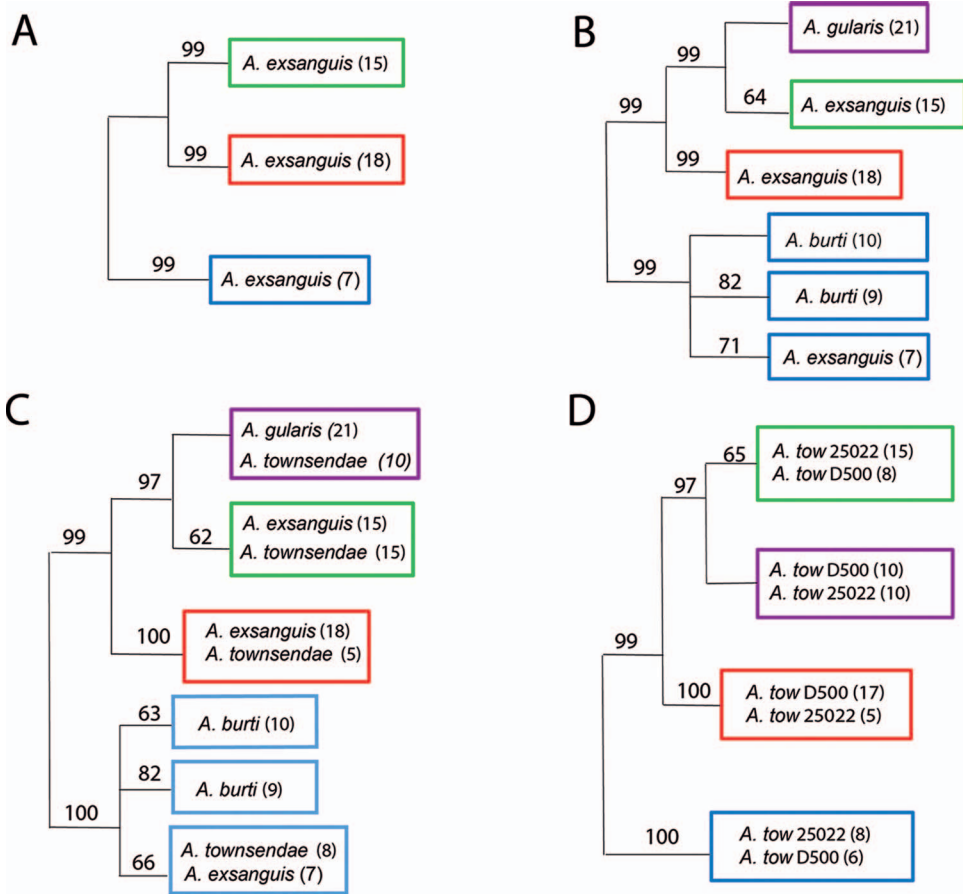 A
99
A. exsanguis (15)
99
A. exsanguis (18)
99
A. exsanguis (7)
B
A. gularis (21)
99
64
A. exsanguis (15)
99
99
A. exsanguis (18)
A. burti (10)
99
82
A. burti (9)
71
A. exsanguis (7)
C
A. gularis (21)
A. townsendae (10)
97
99
62
A. exsanguis (15)
A. townsendae (15)
100
A. exsanguis (18)
A. townsendae (5)
63
A. burti (10)
82
A. burti (9)
100
66
A. townsendae (8)
A. exsanguis (7)
D
65
A. tow 25022 (15)
A. tow D500 (8)
97
A. tow D500 (10)
A. tow 25022 (10)
99
100
A. tow D500 (17)
A. tow 25022 (5)
100
A. tow 25022 (8)
A. tow D500 (6)